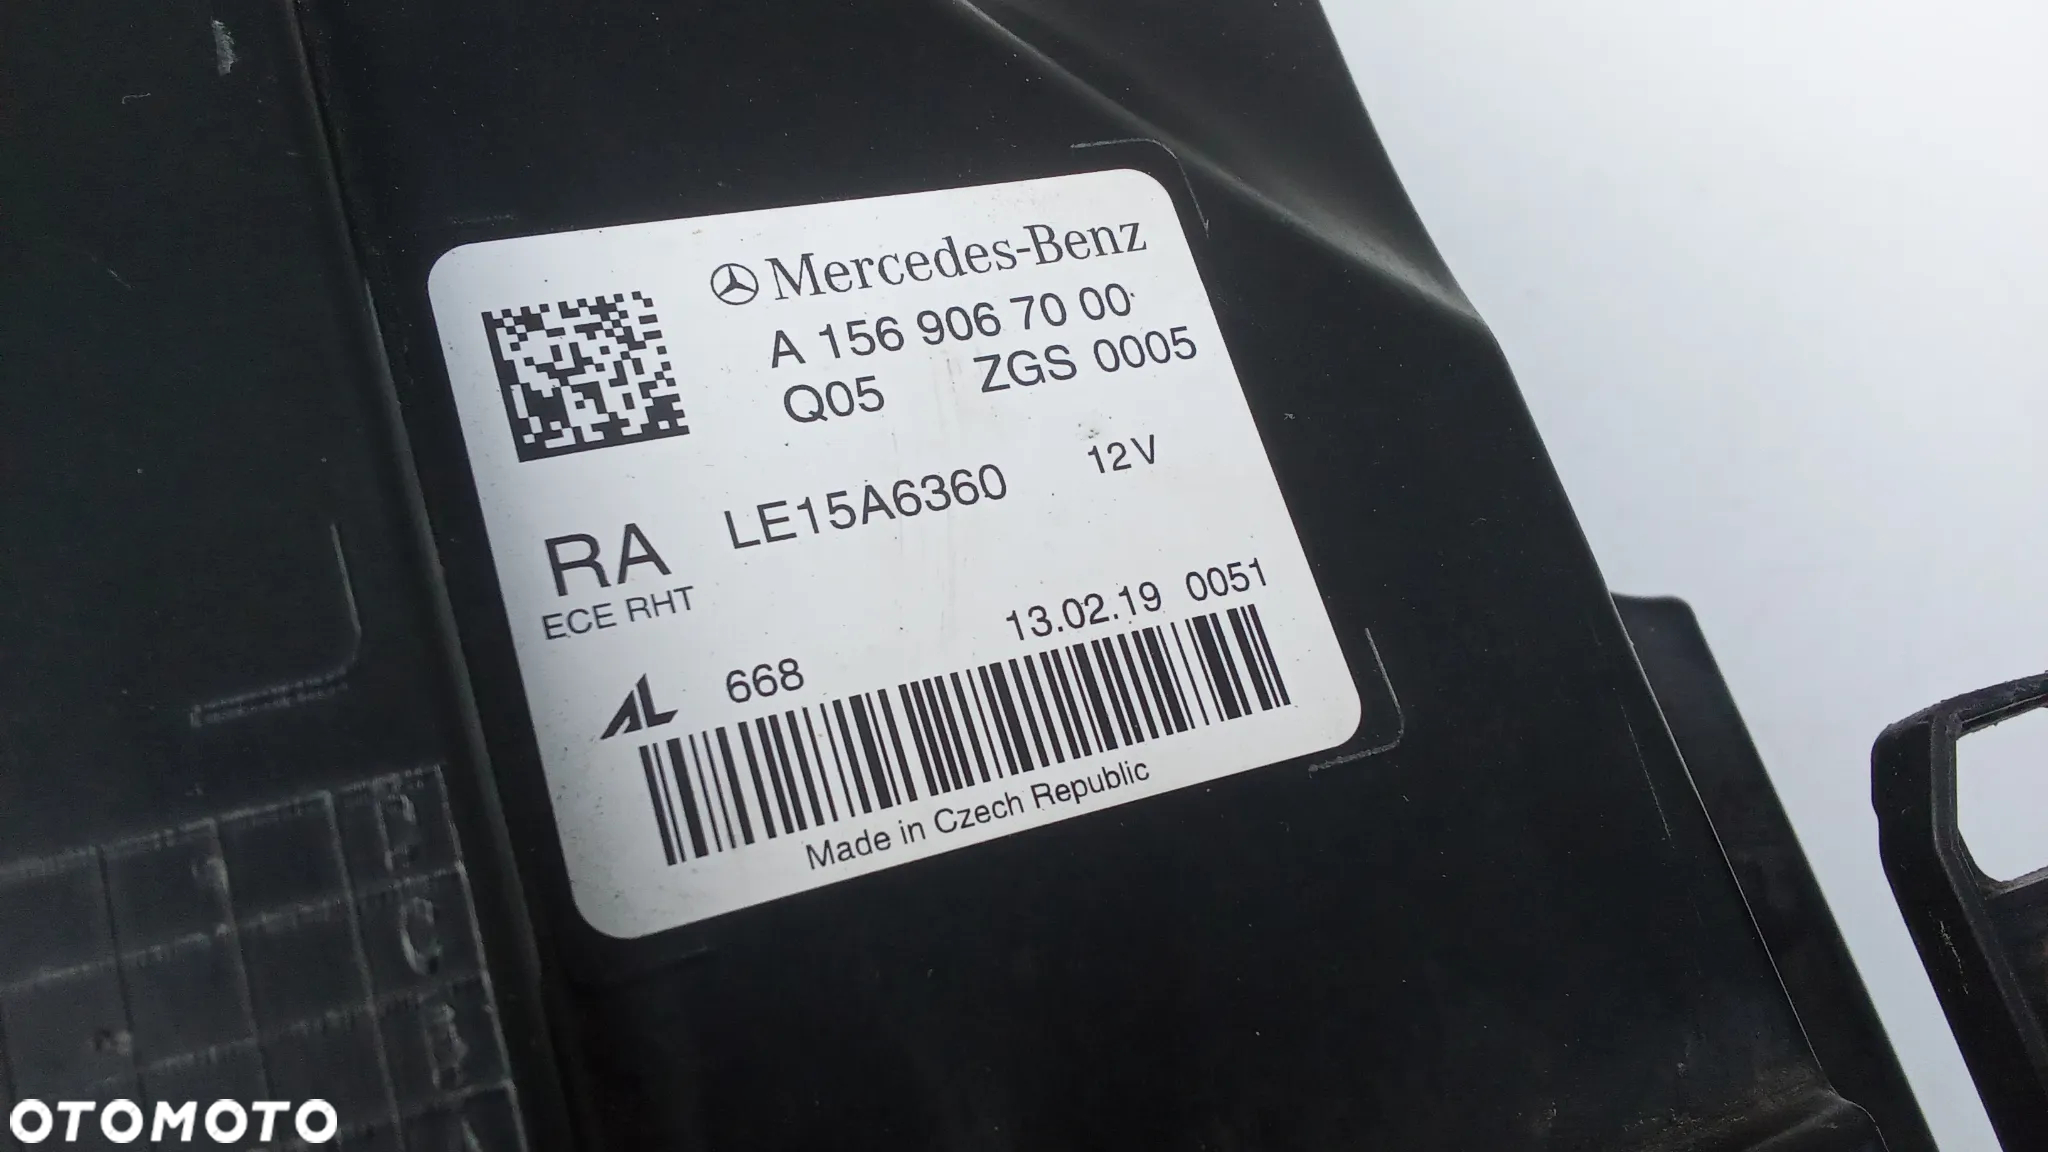 Mercedes-Benz
A 156 906 70 00
Q05 ZGS 0005
RA LE15A6360 12V
ECE RHT
AL 668 13.02.19 0051
Made in Czech Republic
OTOMOTO